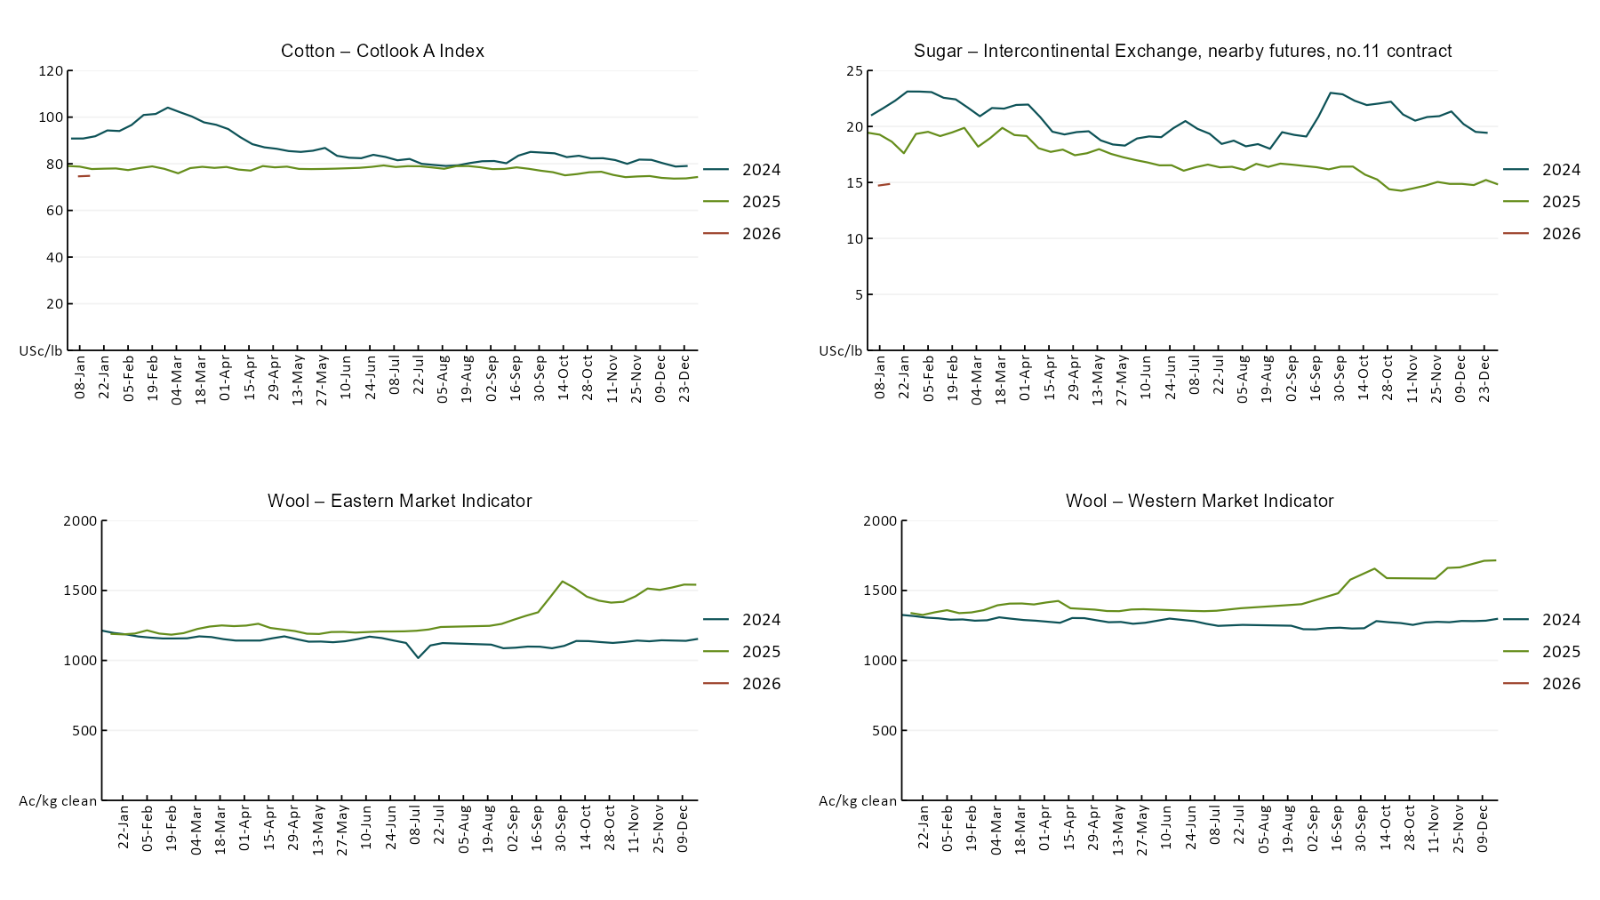 Cotton – Cotlook A Index
120
100
80
60
40
20
USc/lb
08-Jan
22-Jan
05-Feb
19-Feb
04-Mar
18-Mar
01-Apr
15-Apr
29-Apr
13-May
27-May
10-Jun
24-Jun
08-Jul
22-Jul
05-Aug
19-Aug
02-Sep
16-Sep
30-Sep
14-Oct
28-Oct
11-Nov
25-Nov
09-Dec
23-Dec
2024
2025
2026
Sugar – Intercontinental Exchange, nearby futures, no.11 contract
25
20
15
10
5
USc/lb
08-Jan
22-Jan
05-Feb
19-Feb
04-Mar
18-Mar
01-Apr
15-Apr
29-Apr
13-May
27-May
10-Jun
24-Jun
08-Jul
22-Jul
05-Aug
19-Aug
02-Sep
16-Sep
30-Sep
14-Oct
28-Oct
11-Nov
25-Nov
09-Dec
23-Dec
2024
2025
2026
Wool – Eastern Market Indicator
2000
1500
1000
500
Ac/kg clean
22-Jan
05-Feb
19-Feb
04-Mar
18-Mar
01-Apr
15-Apr
29-Apr
13-May
27-May
10-Jun
24-Jun
08-Jul
22-Jul
05-Aug
19-Aug
02-Sep
16-Sep
30-Sep
14-Oct
28-Oct
11-Nov
25-Nov
09-Dec
2024
2025
2026
Wool – Western Market Indicator
2000
1500
1000
500
Ac/kg clean
22-Jan
05-Feb
19-Feb
04-Mar
18-Mar
01-Apr
15-Apr
29-Apr
13-May
27-May
10-Jun
24-Jun
08-Jul
22-Jul
05-Aug
19-Aug
02-Sep
16-Sep
30-Sep
14-Oct
28-Oct
11-Nov
25-Nov
09-Dec
2024
2025
2026